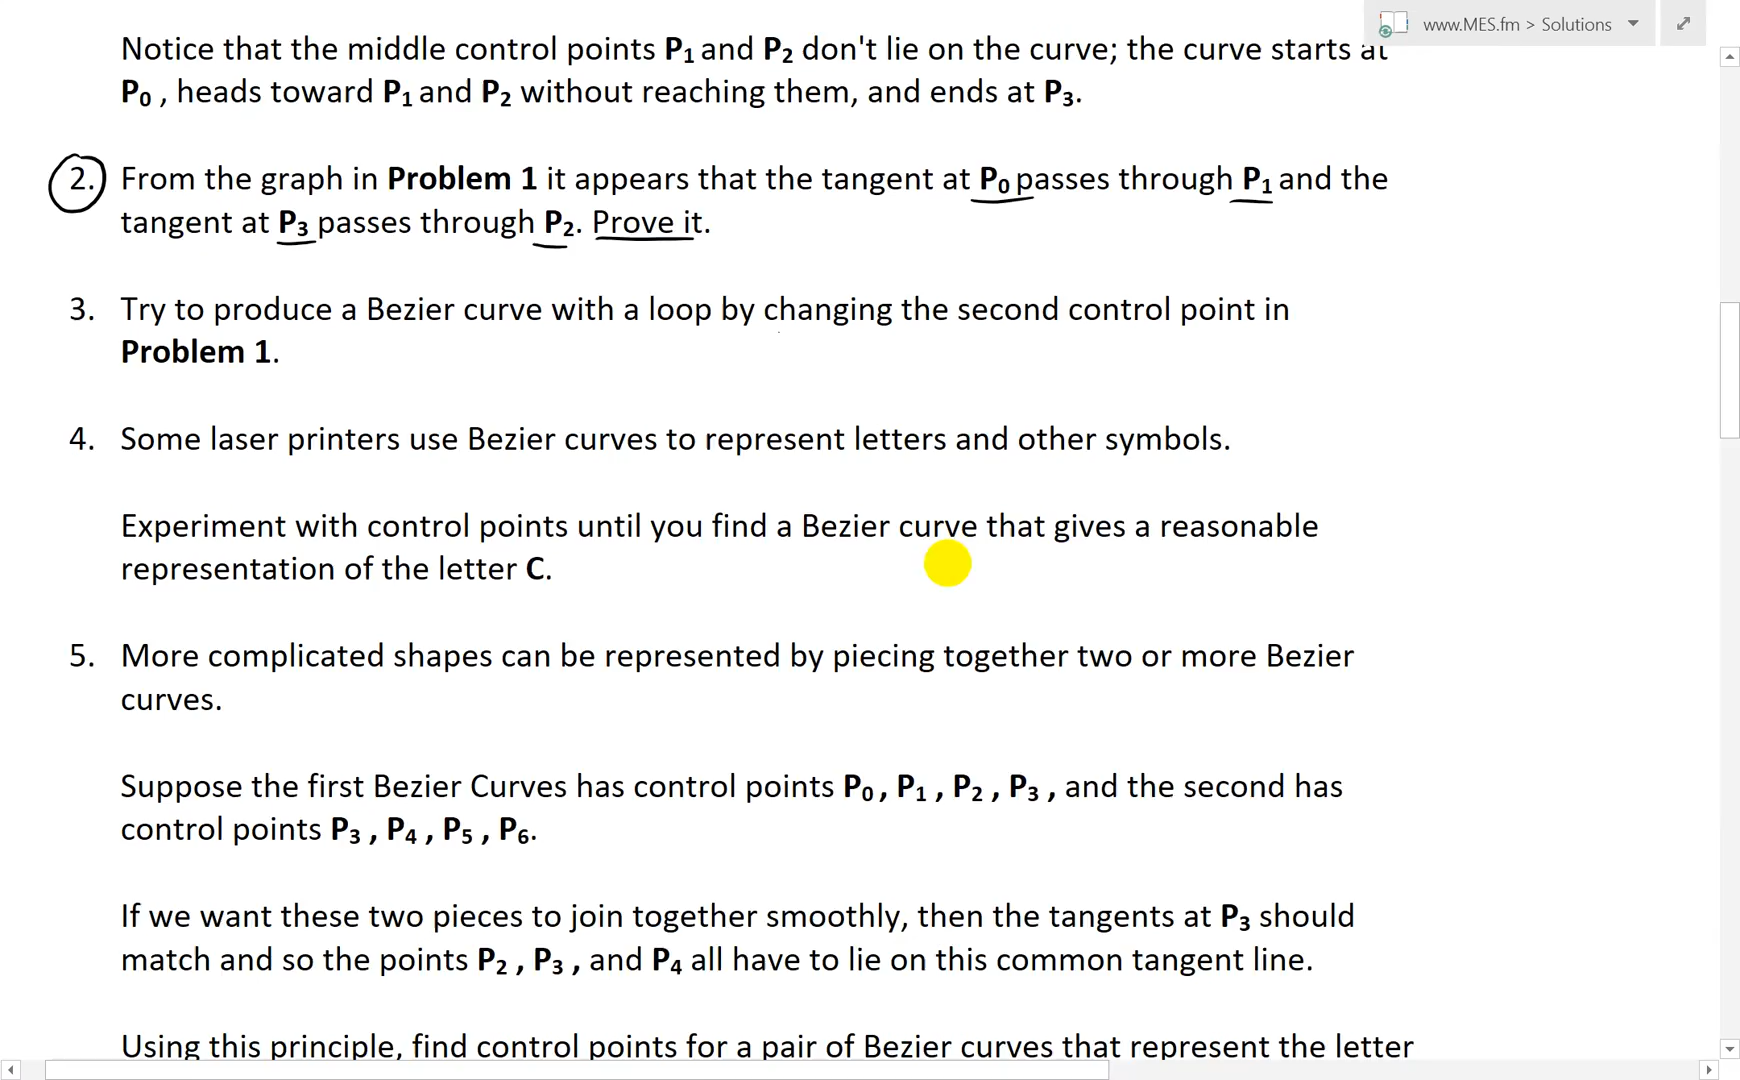 www.MES.fm > Solutions
Notice that the middle control points P₁ and P₂ don't lie on the curve; the curve starts at
P₀ , heads toward P₁ and P₂ without reaching them, and ends at P₃.
2. From the graph in Problem 1 it appears that the tangent at P₀ passes through P₁ and the
tangent at P₃ passes through P₂. Prove it.
3. Try to produce a Bezier curve with a loop by changing the second control point in
Problem 1.
4. Some laser printers use Bezier curves to represent letters and other symbols.
Experiment with control points until you find a Bezier curve that gives a reasonable
representation of the letter C.
5. More complicated shapes can be represented by piecing together two or more Bezier
curves.
Suppose the first Bezier Curves has control points P₀ , P₁ , P₂ , P₃ , and the second has
control points P₃ , P₄ , P₅ , P₆.
If we want these two pieces to join together smoothly, then the tangents at P₃ should
match and so the points P₂ , P₃ , and P₄ all have to lie on this common tangent line.
Using this principle, find control points for a pair of Bezier curves that represent the letter